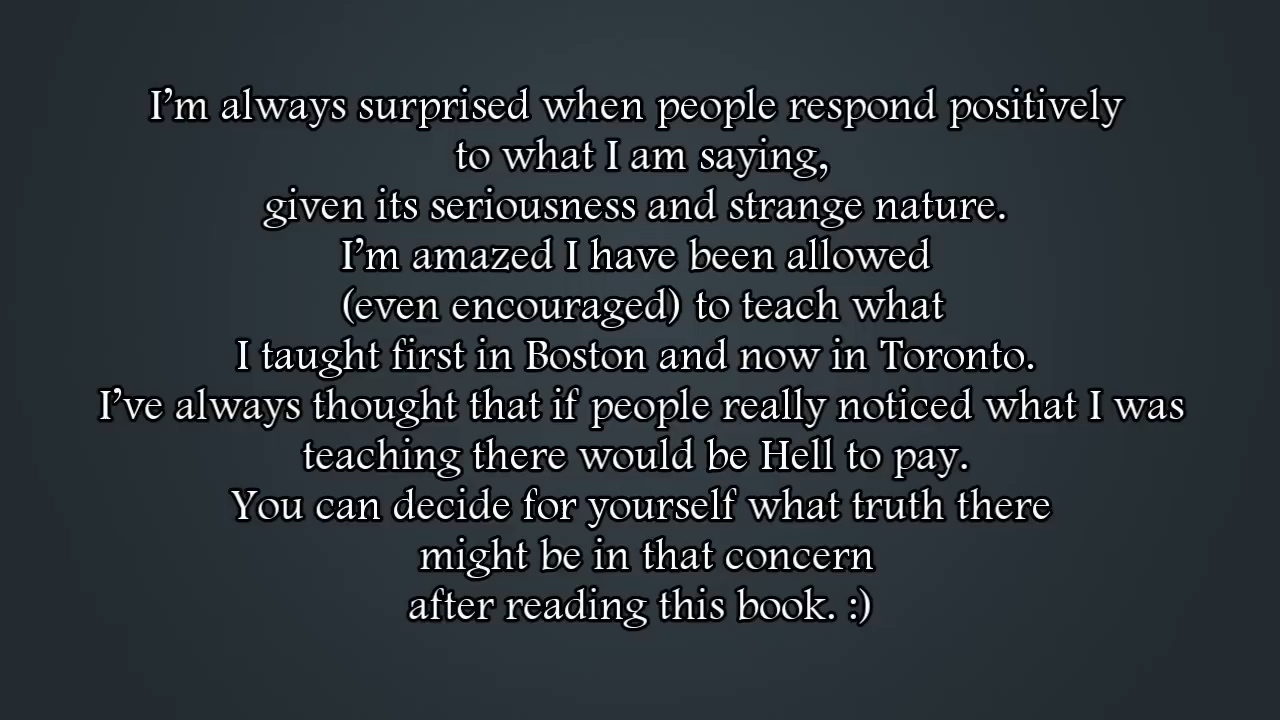 I'm always surprised when people respond positively
to what I am saying,
given its seriousness and strange nature.
I'm amazed I have been allowed
(even encouraged) to teach what
I taught first in Boston and now in Toronto.
I've always thought that if people really noticed what I was
teaching there would be Hell to pay.
You can decide for yourself what truth there
might be in that concern
after reading this book. :)